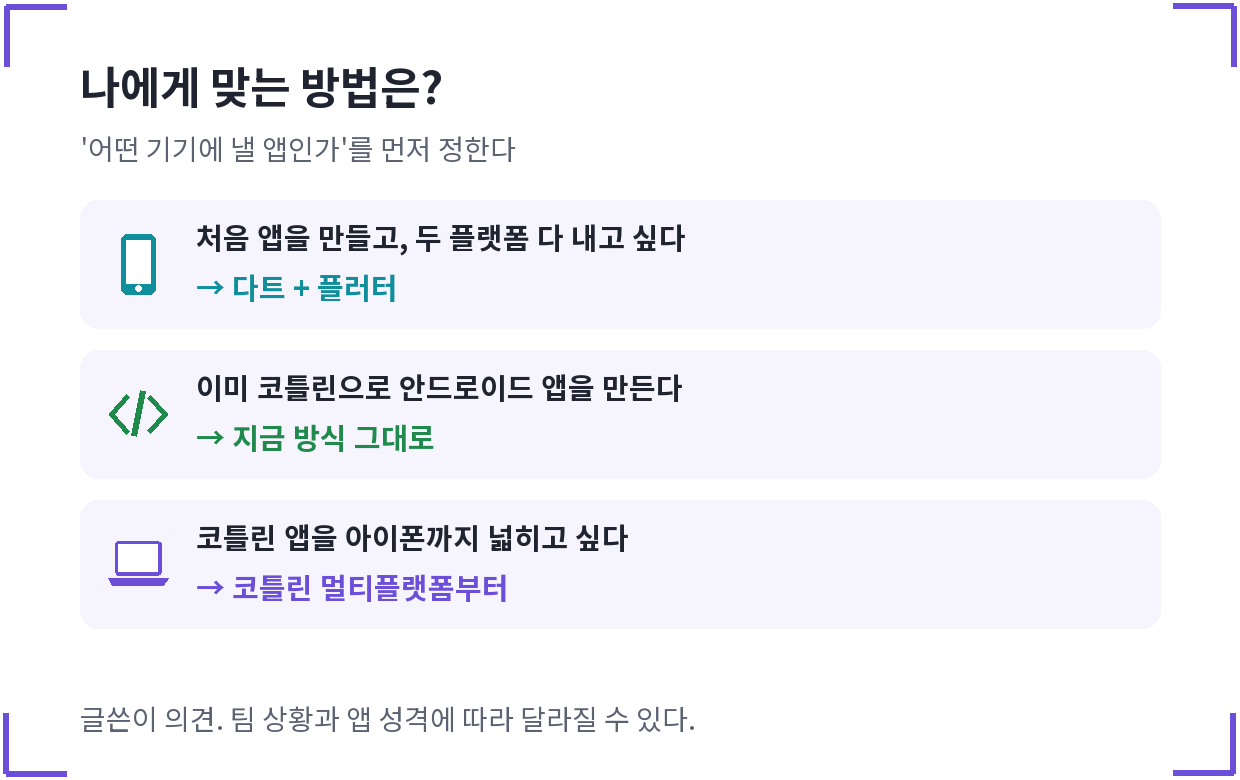 나에게 맞는 방법은?
'어떤 기기에 낼 앱인가'를 먼저 정한다
처음 앱을 만들고, 두 플랫폼 다 내고 싶다
→ 다트 + 플러터
이미 코틀린으로 안드로이드 앱을 만든다
→ 지금 방식 그대로
코틀린 앱을 아이폰까지 넓히고 싶다
→ 코틀린 멀티플랫폼부터
글쓴이 의견. 팀 상황과 앱 성격에 따라 달라질 수 있다.